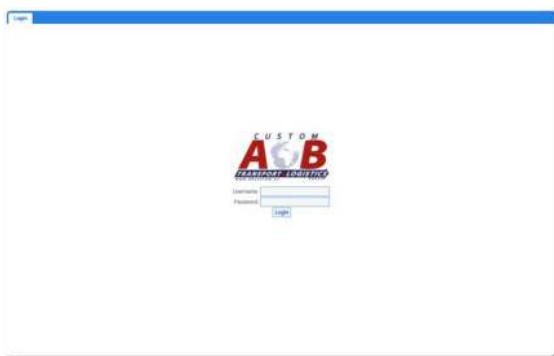 Login
CUSTOM
A B
TRANSPORT LOGISTICS
Username:
Password:
Login